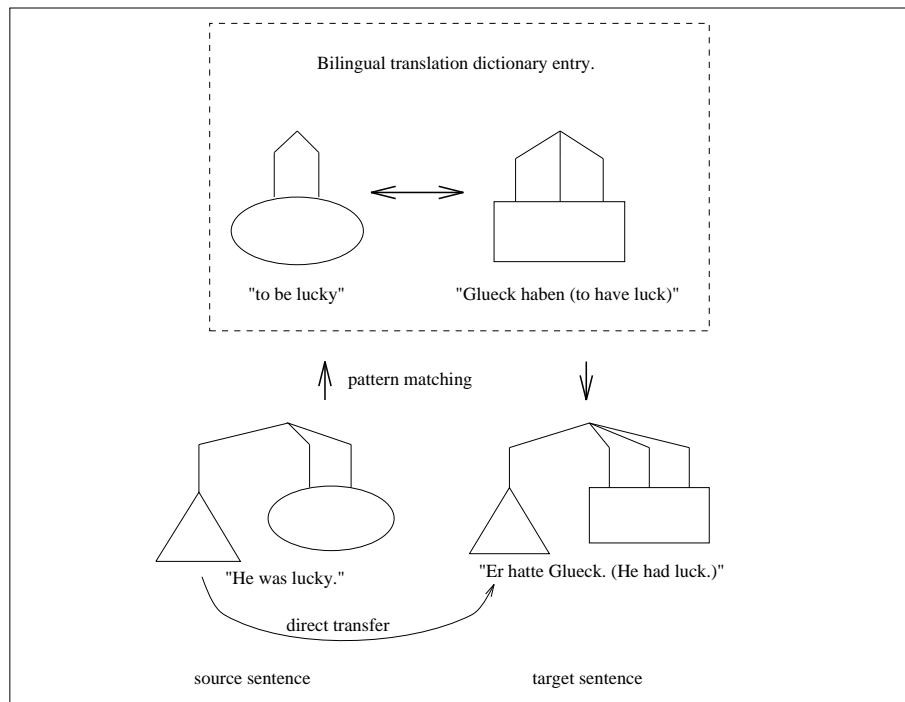 Bilingual translation dictionary entry.
"to be lucky"
"Glueck haben (to have luck)"
pattern matching
"He was lucky."
"Er hatte Glueck. (He had luck.)"
direct transfer
source sentence
target sentence